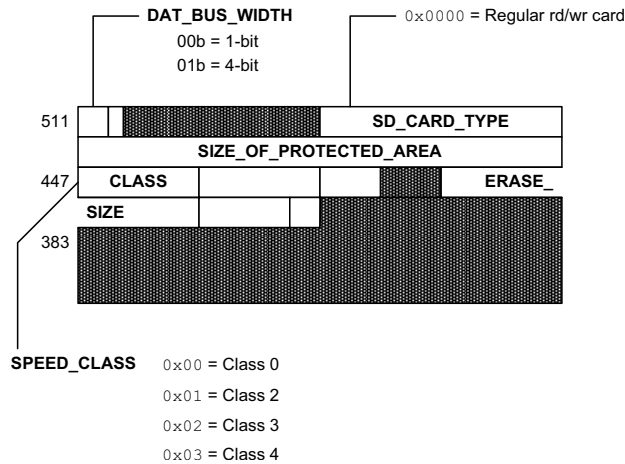 DAT_BUS_WIDTH
00b = 1-bit
01b = 4-bit
0x0000 = Regular rd/wr card
511
SD_CARD_TYPE
SIZE_OF_PROTECTED_AREA
447
CLASS
ERASE_
SIZE
383
SPEED_CLASS
0x00 = Class 0
0x01 = Class 2
0x02 = Class 3
0x03 = Class 4